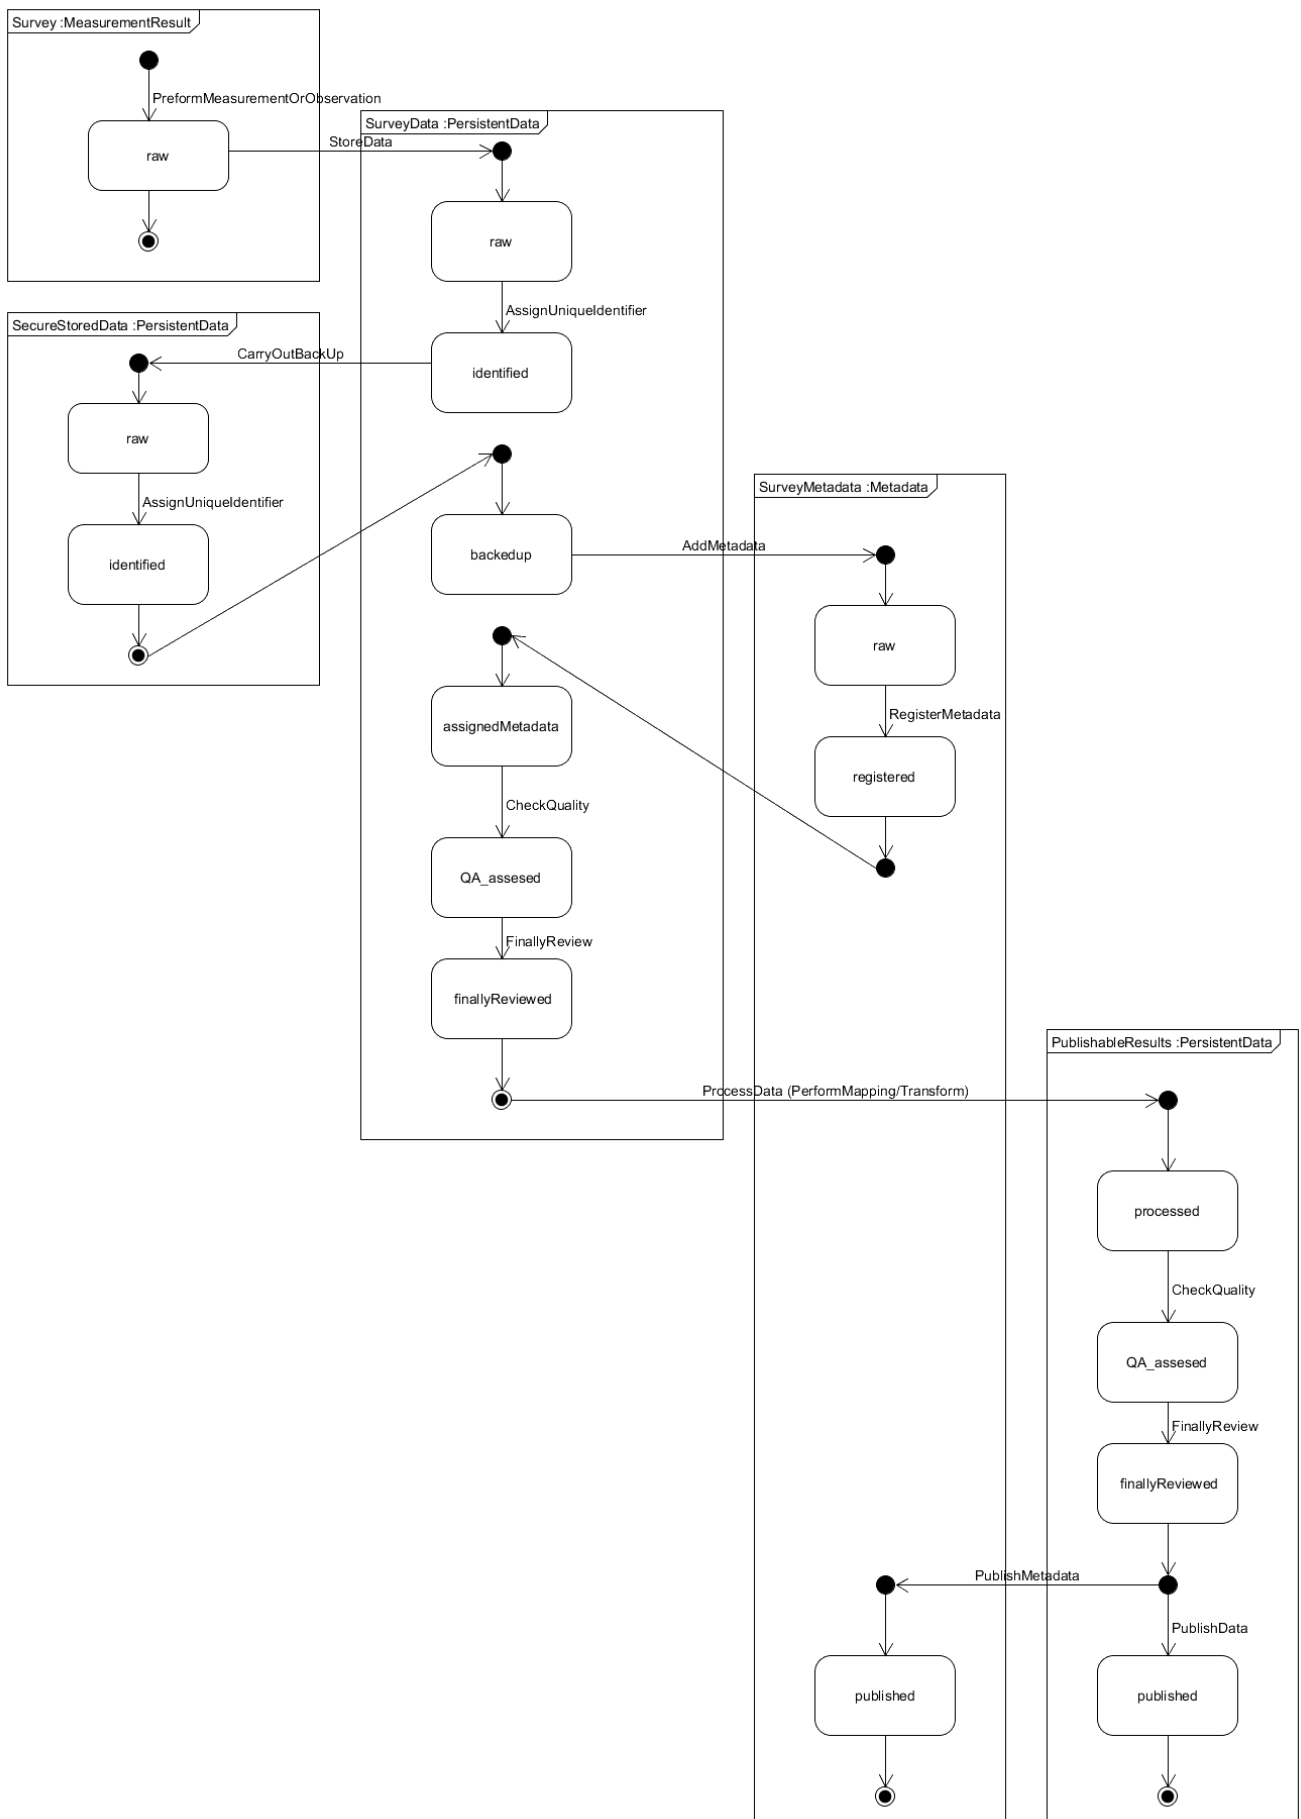 Survey :MeasurementResult
PreformMeasurementOrObservation
raw
SurveyData :PersistentData
StoreData
raw
AssignUniqueIdentifier
identified
SecureStoredData :PersistentData
CarryOutBackUp
raw
AssignUniqueIdentifier
identified
backedup
SurveyMetadata :Metadata
AddMetadata
raw
RegisterMetadata
registered
assignedMetadata
CheckQuality
QA_assesed
FinallyReview
finallyReviewed
PublishableResults :PersistentData
ProcessData (PerformMapping/Transform)
processed
CheckQuality
QA_assesed
FinallyReview
finallyReviewed
PublishMetadata
PublishData
published
published